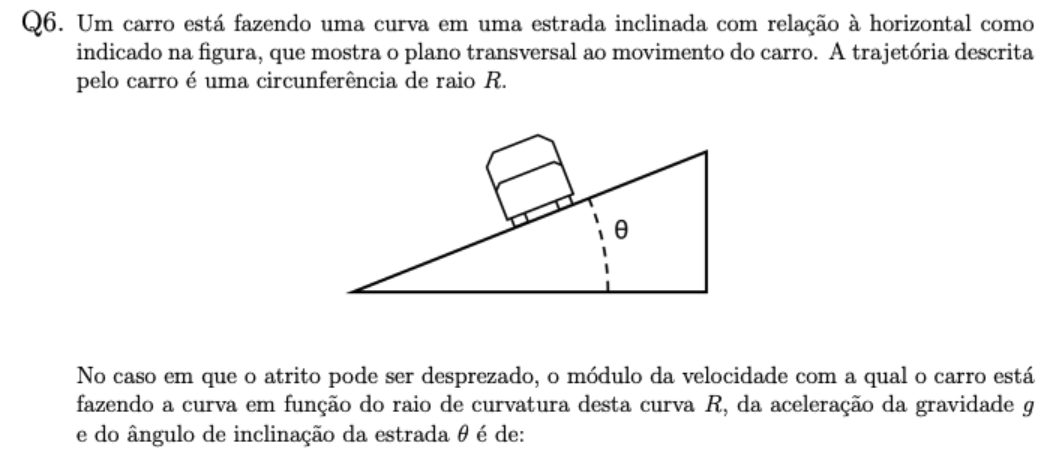 Q6. Um carro está fazendo uma curva em uma estrada inclinada com relação à horizontal como
indicado na figura, que mostra o plano transversal ao movimento do carro. A trajetória descrita
pelo carro é uma circunferência de raio R.
θ
No caso em que o atrito pode ser desprezado, o módulo da velocidade com a qual o carro está
fazendo a curva em função do raio de curvatura desta curva R, da aceleração da gravidade g
e do ângulo de inclinação da estrada θ é de: